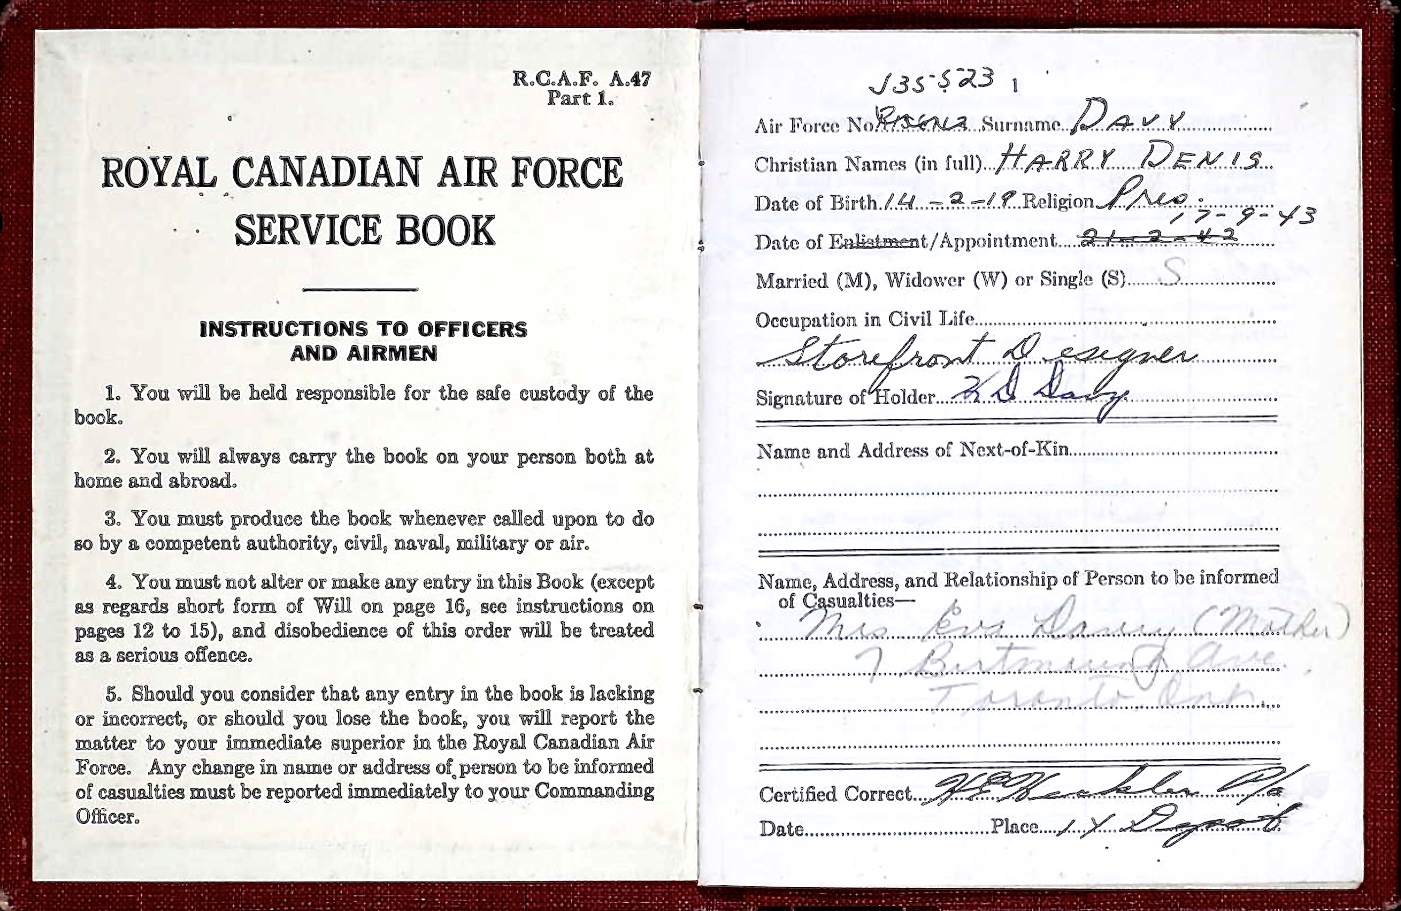 R.C.A.F. A.47
Part 1.
ROYAL CANADIAN AIR FORCE
SERVICE BOOK
INSTRUCTIONS TO OFFICERS
AND AIRMEN
1. You will be held responsible for the safe custody of the
book.
2. You will always carry the book on your person both at
home and abroad.
3. You must produce the book whenever called upon to do
so by a competent authority, civil, naval, military or air.
4. You must not alter or make any entry in this Book (except
as regards short form of Will on page 16, see instructions on
pages 12 to 15), and disobedience of this order will be treated
as a serious offence.
5. Should you consider that any entry in the book is lacking
or incorrect, or should you lose the book, you will report the
matter to your immediate superior in the Royal Canadian Air
Force. Any change in name or address of person to be informed
of casualties must be reported immediately to your Commanding
Officer.
J35523
Air Force No. Surname DAVY
Christian Names (in full) HARRY DENIS
Date of Birth 14-2-19 Religion Pres.
17-9-43
Date of Enlistment/Appointment 21-2-42
Married (M), Widower (W) or Single (S) S
Occupation in Civil Life
Storefront Designer
Signature of Holder H D Davy
Name and Address of Next-of-Kin
Name, Address, and Relationship of Person to be informed
of Casualties—
Mrs Eva Davy (Mother)
7 Ave.
Toronto Ont.
Certified Correct
Date Place 1 Y Depot